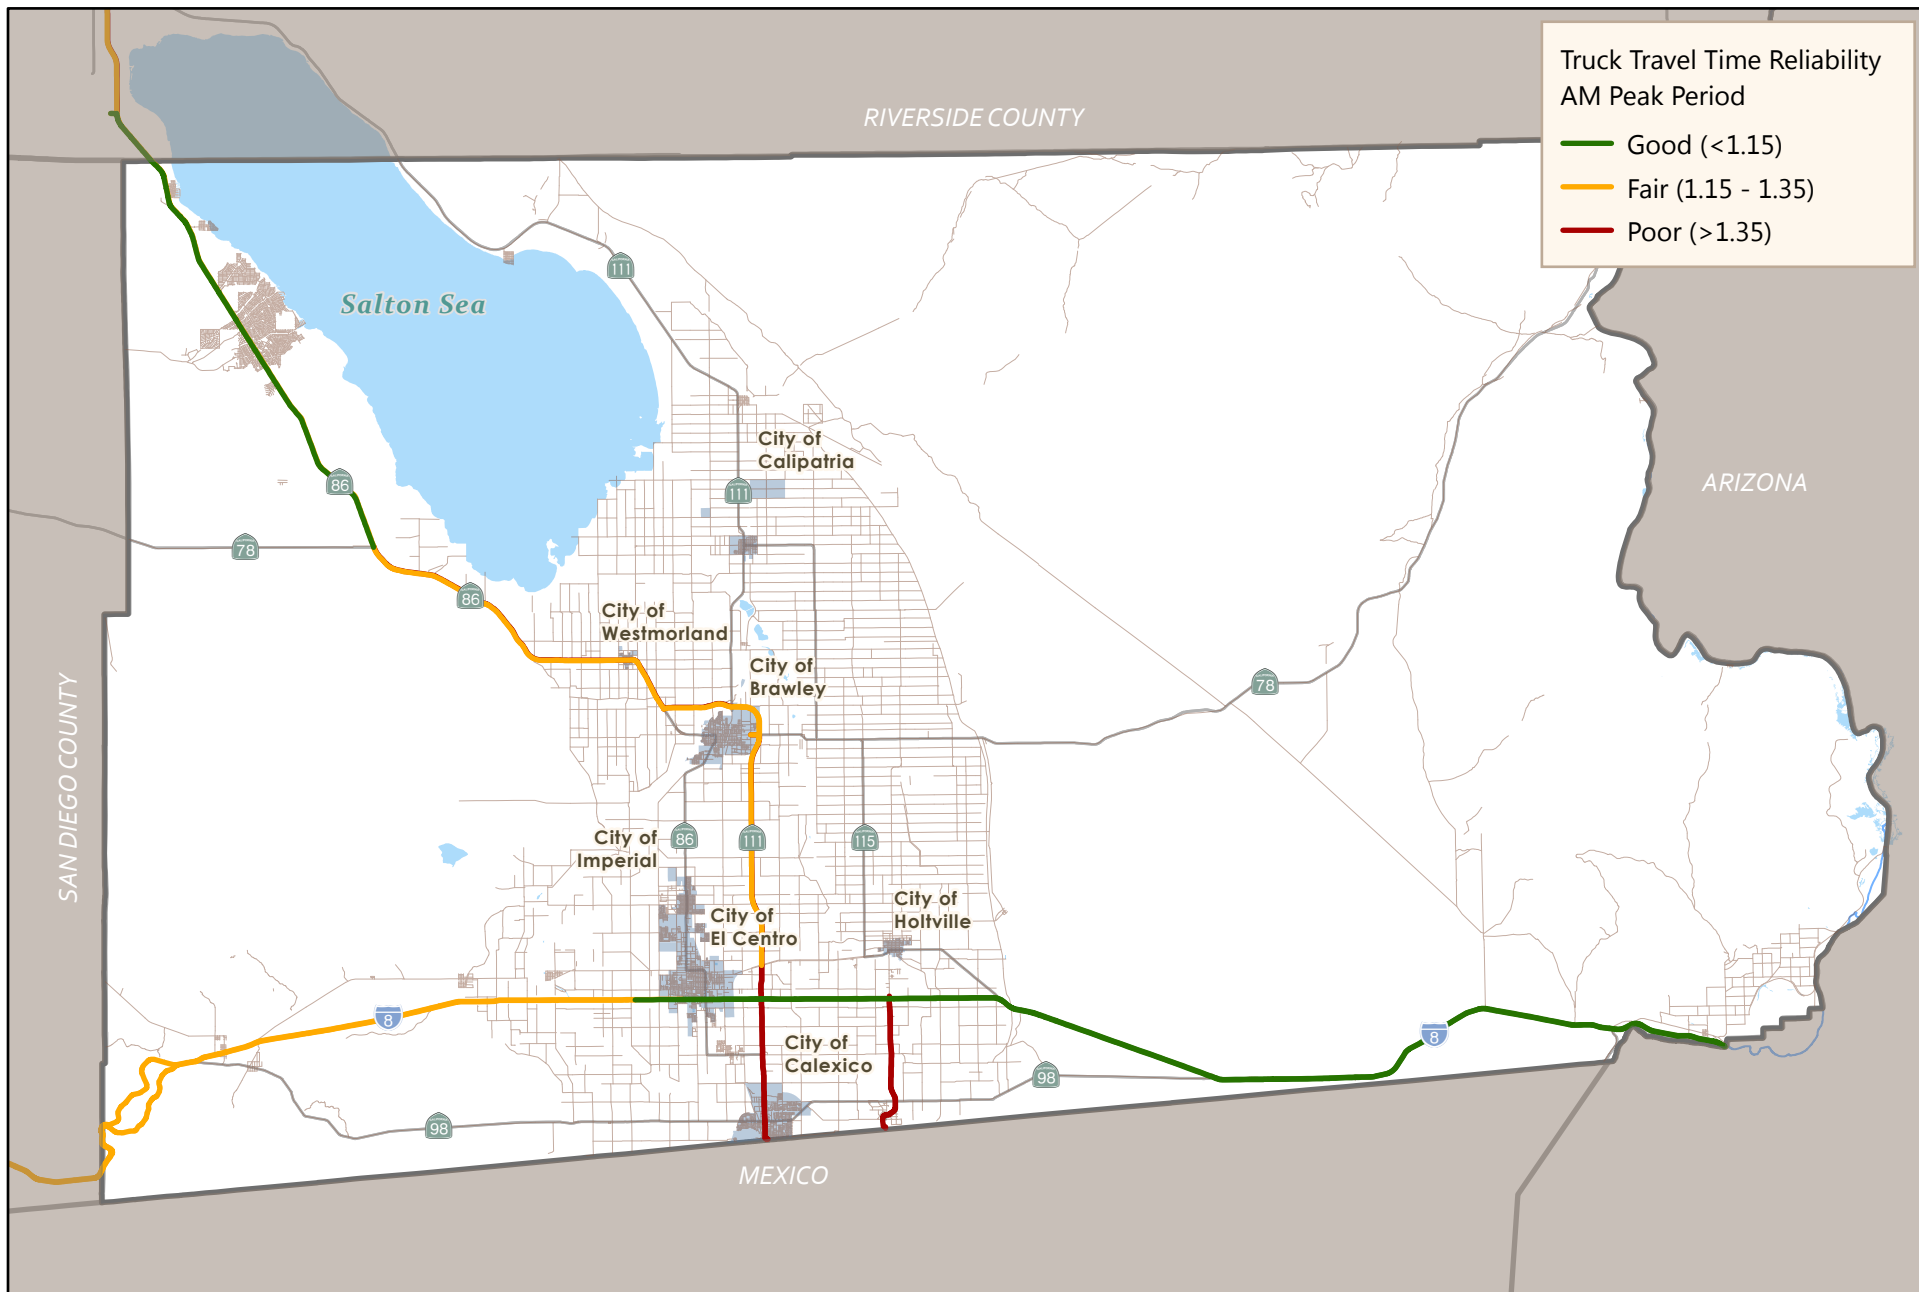 Truck Travel Time Reliability
AM Peak Period
Good (<1.15)
Fair (1.15 - 1.35)
Poor (>1.35)
RIVERSIDE COUNTY
111
Salton Sea
City of
Calipatria
86
111
ARIZONA
78
86
City of
Westmorland
City of
Brawley
78
SAN DIEGO COUNTY
City of
Imperial
86
111
115
City of
Holtville
City of
El Centro
8
8
City of
Calexico
98
98
MEXICO